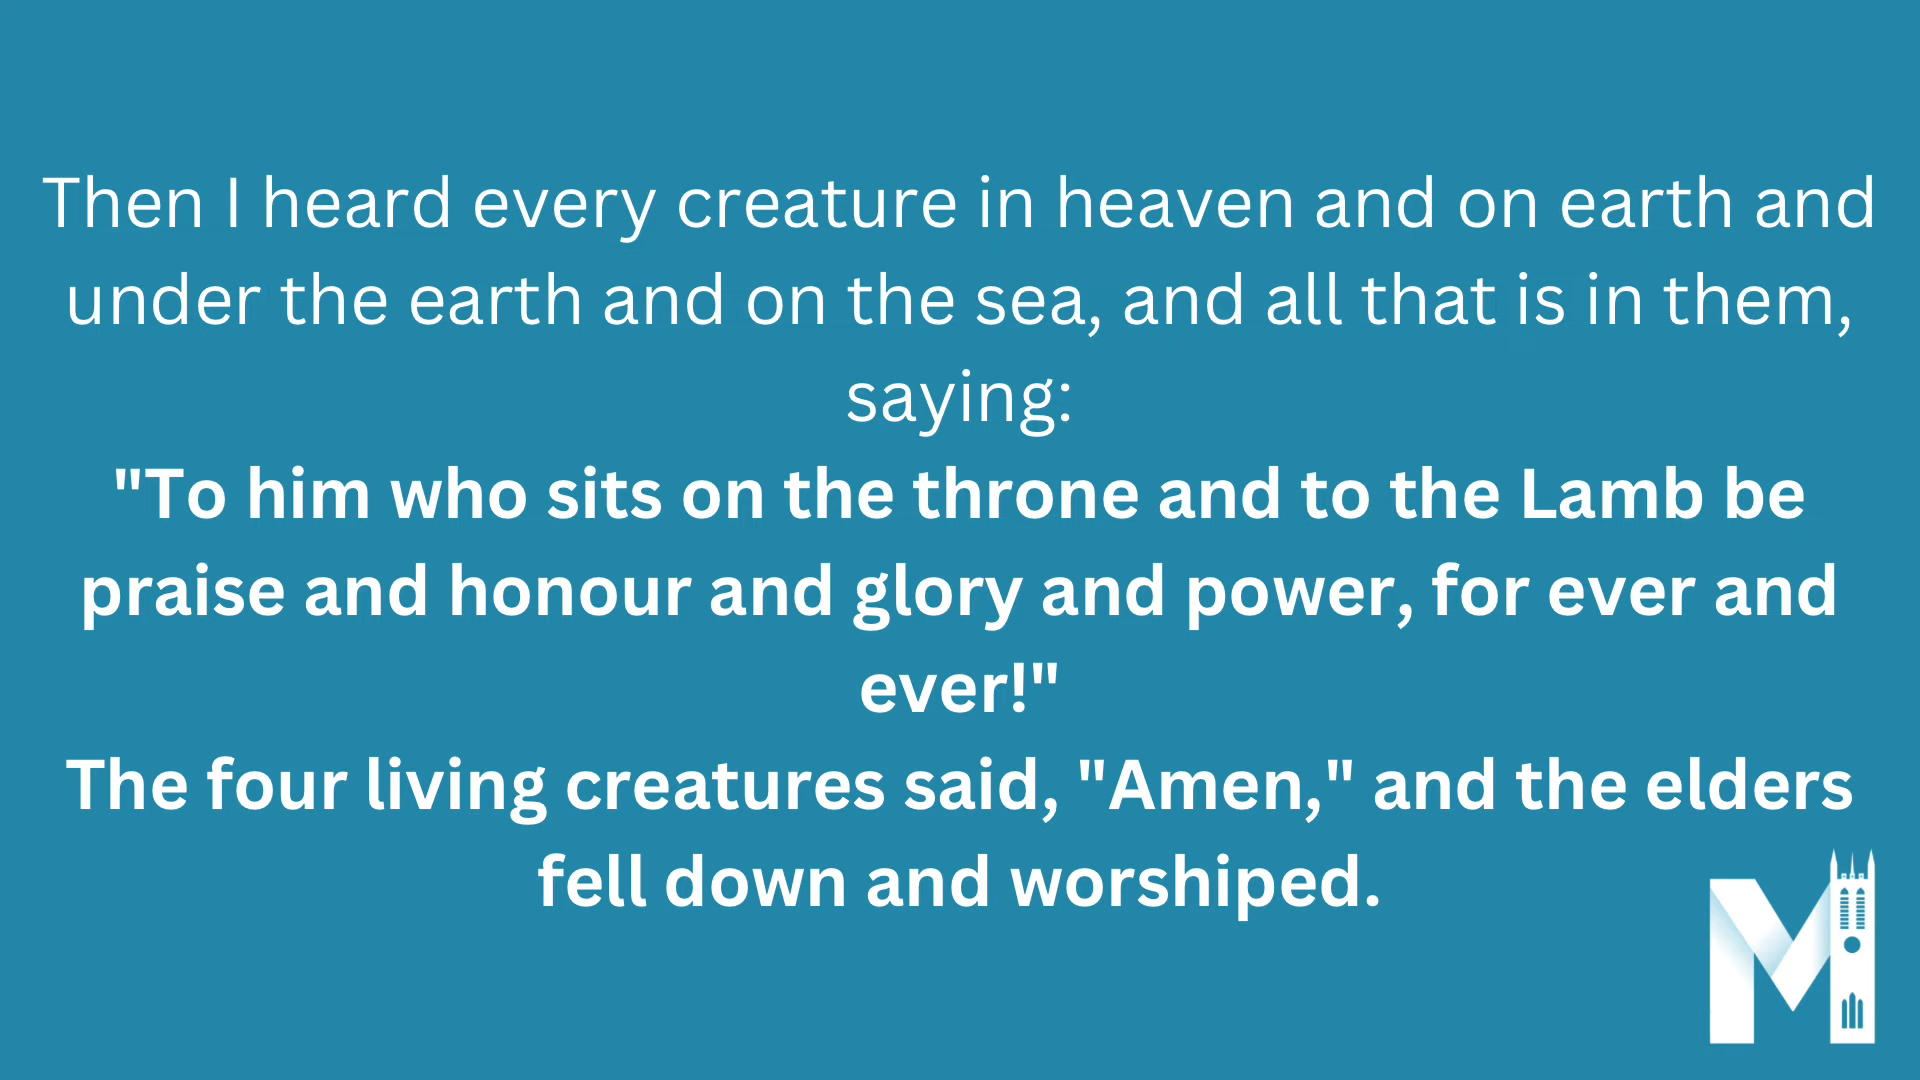 Then I heard every creature in heaven and on earth and
under the earth and on the sea, and all that is in them,
saying:
"To him who sits on the throne and to the Lamb be
praise and honour and glory and power, for ever and
ever!"
The four living creatures said, "Amen," and the elders
fell down and worshiped.
M